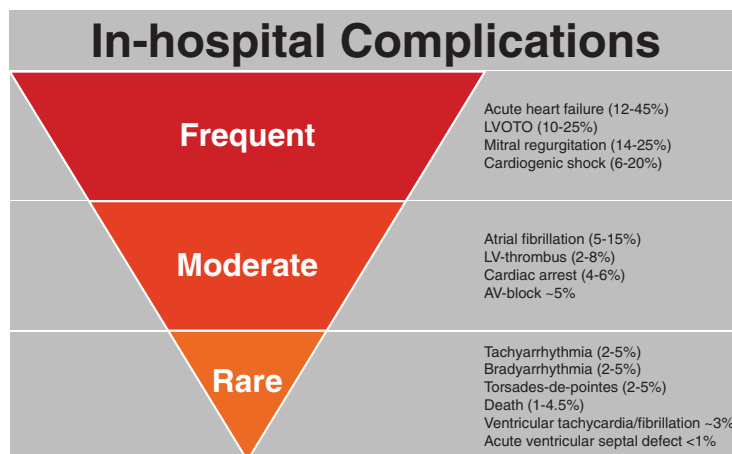 In-hospital Complications
Frequent
Acute heart failure (12-45%)
LVOTO (10-25%)
Mitral regurgitation (14-25%)
Cardiogenic shock (6-20%)
Moderate
Atrial fibrillation (5-15%)
LV-thrombus (2-8%)
Cardiac arrest (4-6%)
AV-block ~5%
Rare
Tachyarrhythmia (2-5%)
Bradyarrhythmia (2-5%)
Torsades-de-pointes (2-5%)
Death (1-4.5%)
Ventricular tachycardia/fibrillation ~3%
Acute ventricular septal defect <1%